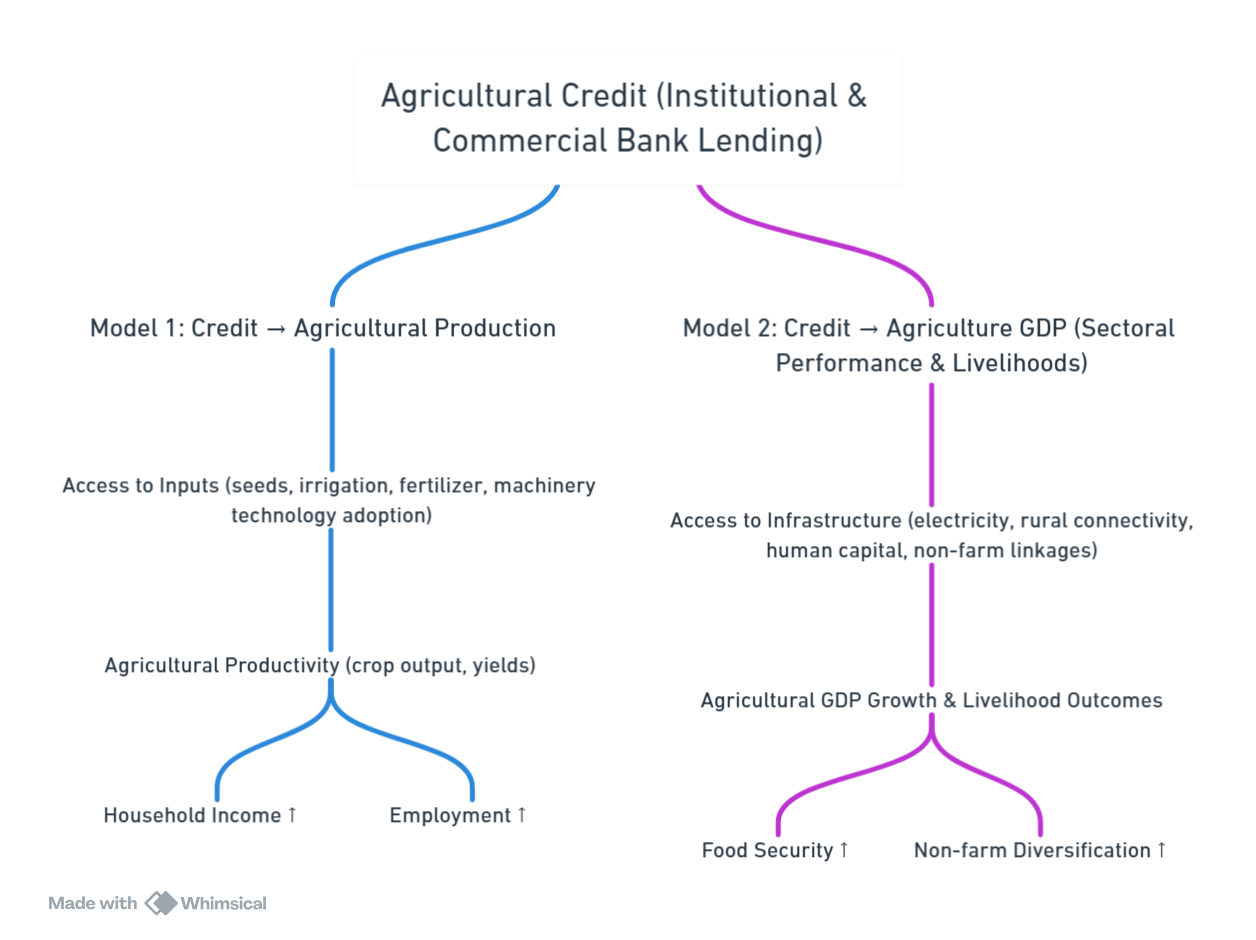 Agricultural Credit (Institutional &
Commercial Bank Lending)
Model 1: Credit → Agricultural Production
Model 2: Credit → Agriculture GDP (Sectoral
Performance & Livelihoods)
Access to Inputs (seeds, irrigation, fertilizer, machinery
technology adoption)
Access to Infrastructure (electricity, rural connectivity,
human capital, non-farm linkages)
Agricultural Productivity (crop output, yields)
Agricultural GDP Growth & Livelihood Outcomes
Household Income ↑
Employment ↑
Food Security ↑
Non-farm Diversification ↑
Made with Whimsical